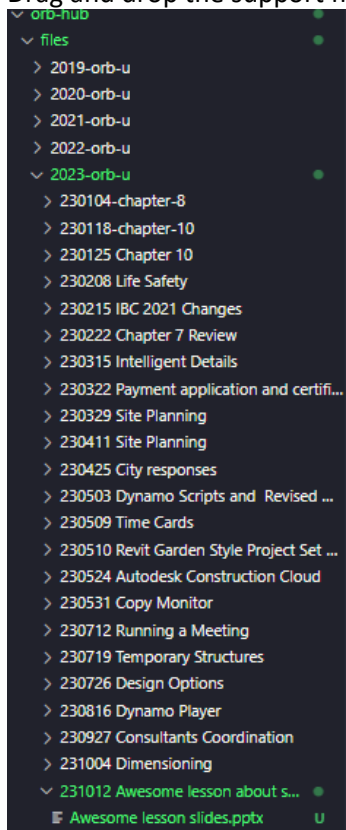 Drag and drop the support
orb-hub
files
2019-orb-u
2020-orb-u
2021-orb-u
2022-orb-u
2023-orb-u
230104-chapter-8
230118-chapter-10
230125 Chapter 10
230208 Life Safety
230215 IBC 2021 Changes
230222 Chapter 7 Review
230315 Intelligent Details
230322 Payment application and certifi...
230329 Site Planning
230411 Site Planning
230425 City responses
230503 Dynamo Scripts and Revised ...
230509 Time Cards
230510 Revit Garden Style Project Set ...
230524 Autodesk Construction Cloud
230531 Copy Monitor
230712 Running a Meeting
230719 Temporary Structures
230726 Design Options
230816 Dynamo Player
230927 Consultants Coordination
231004 Dimensioning
231012 Awesome lesson about s...
Awesome lesson slides.pptx U